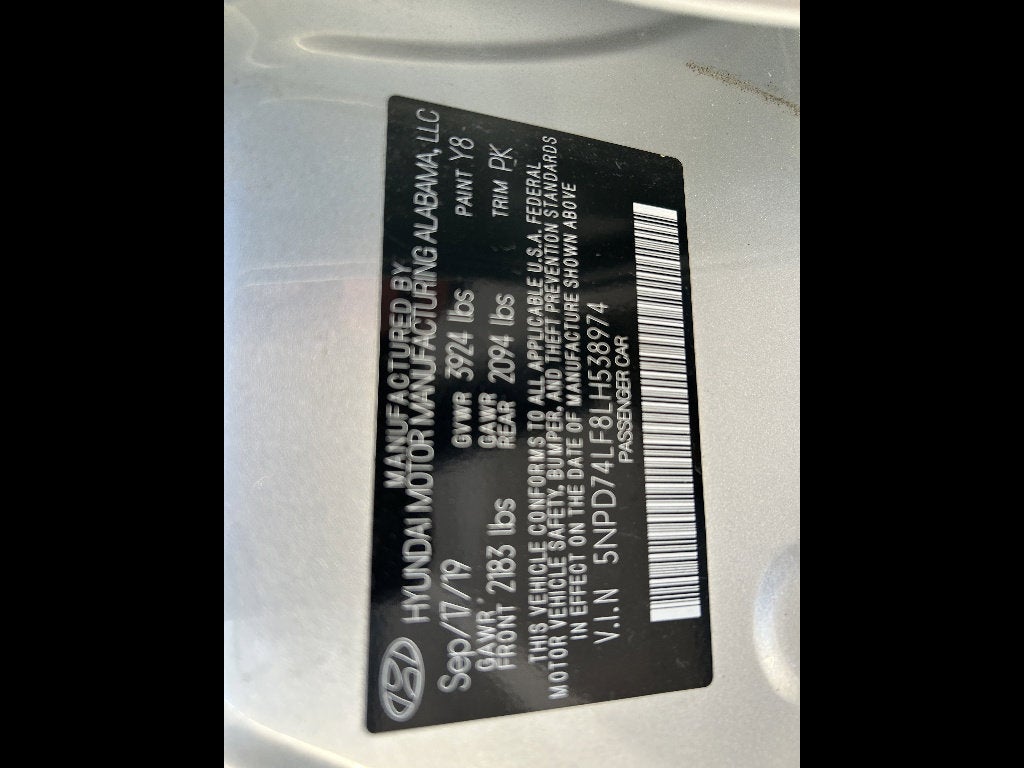 MANUFACTURED BY
HYUNDAI MOTOR MANUFACTURING ALABAMA, LLC
Sep/17/19 GVWR 3924 lbs PAINT Y8
GAWR FRONT 2183 lbs GAWR REAR 2094 lbs TRIM PK
THIS VEHICLE CONFORMS TO ALL APPLICABLE U.S.A. FEDERAL
MOTOR VEHICLE SAFETY, BUMPER, AND THEFT PREVENTION STANDARDS
IN EFFECT ON THE DATE OF MANUFACTURE SHOWN ABOVE
V.I.N 5NPD74LF8LH538974
PASSENGER CAR